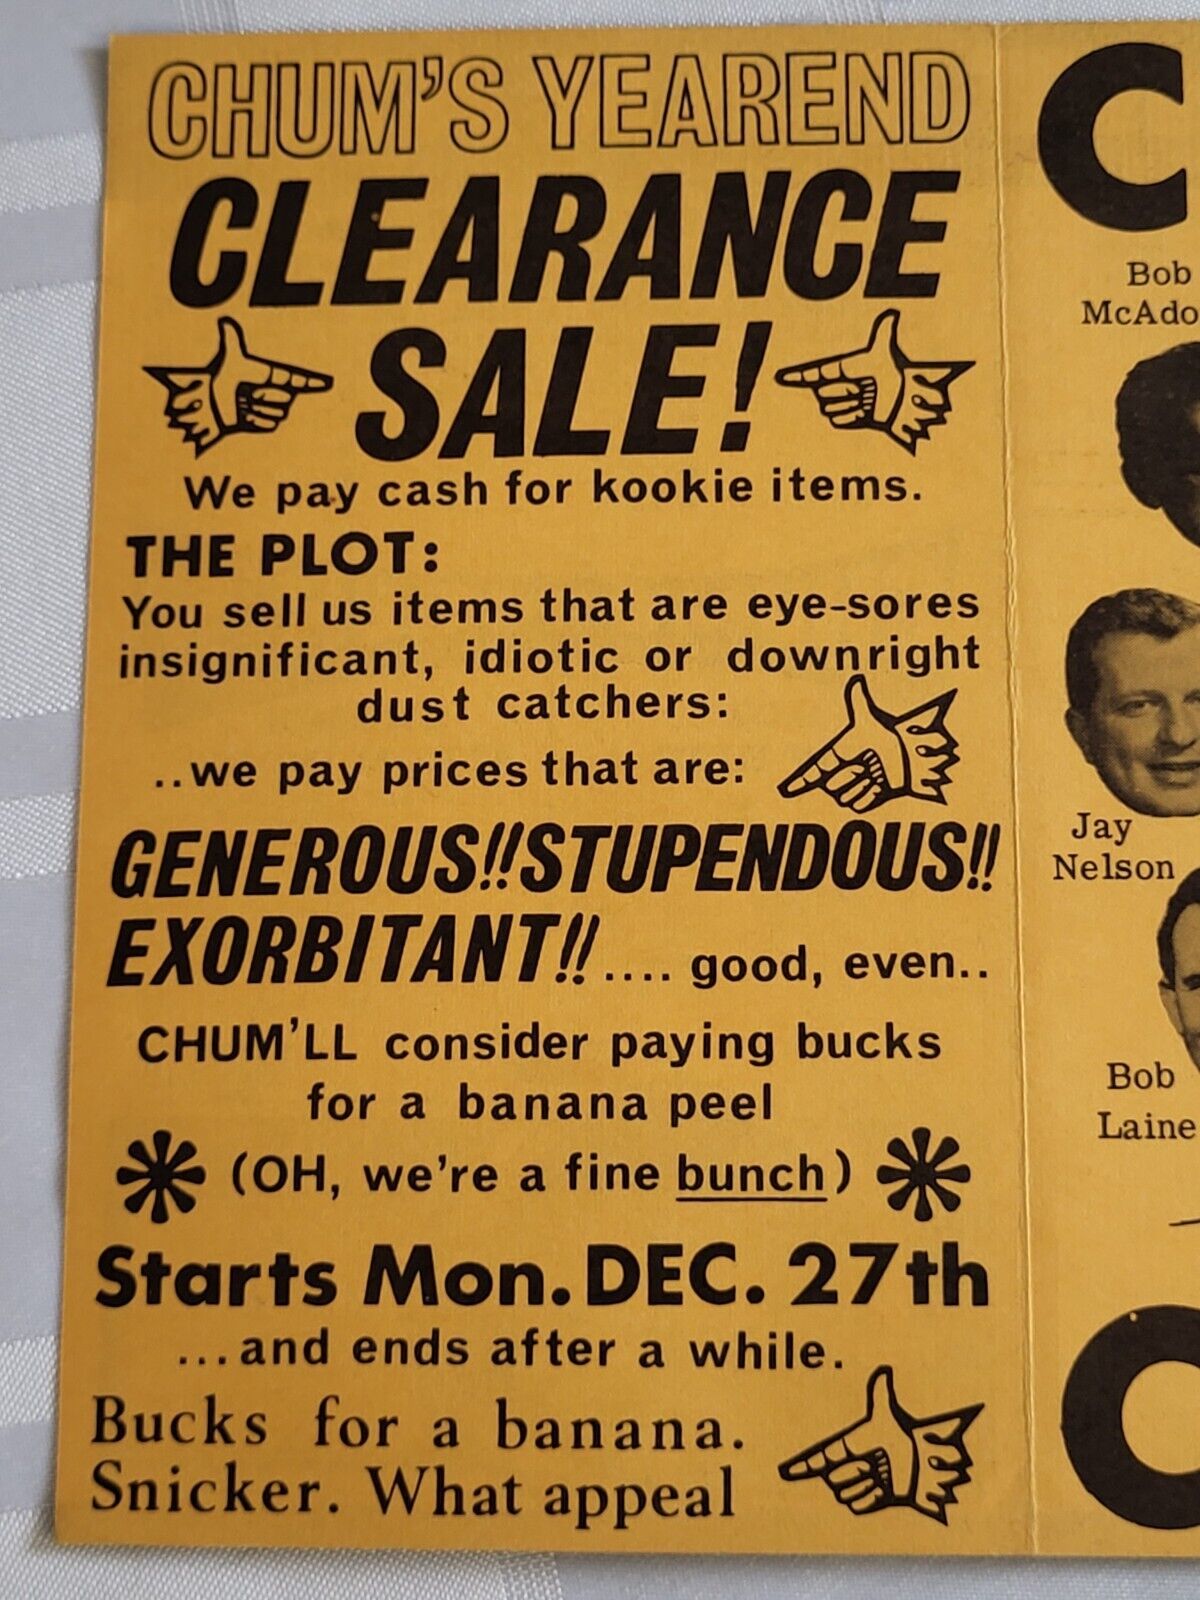 CHUM'S YEAREND
CLEARANCE
SALE!
We pay cash for kookie items.
THE PLOT:
You sell us items that are eye-sores
insignificant, idiotic or downright
dust catchers:
..we pay prices that are:
GENEROUS!!STUPENDOUS!!
EXORBITANT!!.... good, even..
CHUM'LL consider paying bucks
for a banana peel
(OH, we're a fine bunch)
Starts Mon. DEC. 27th
...and ends after a while.
Bucks for a banana.
Snicker. What appeal
C
Bob
McAdo
Jay
Nelson
Bob
Laine
C